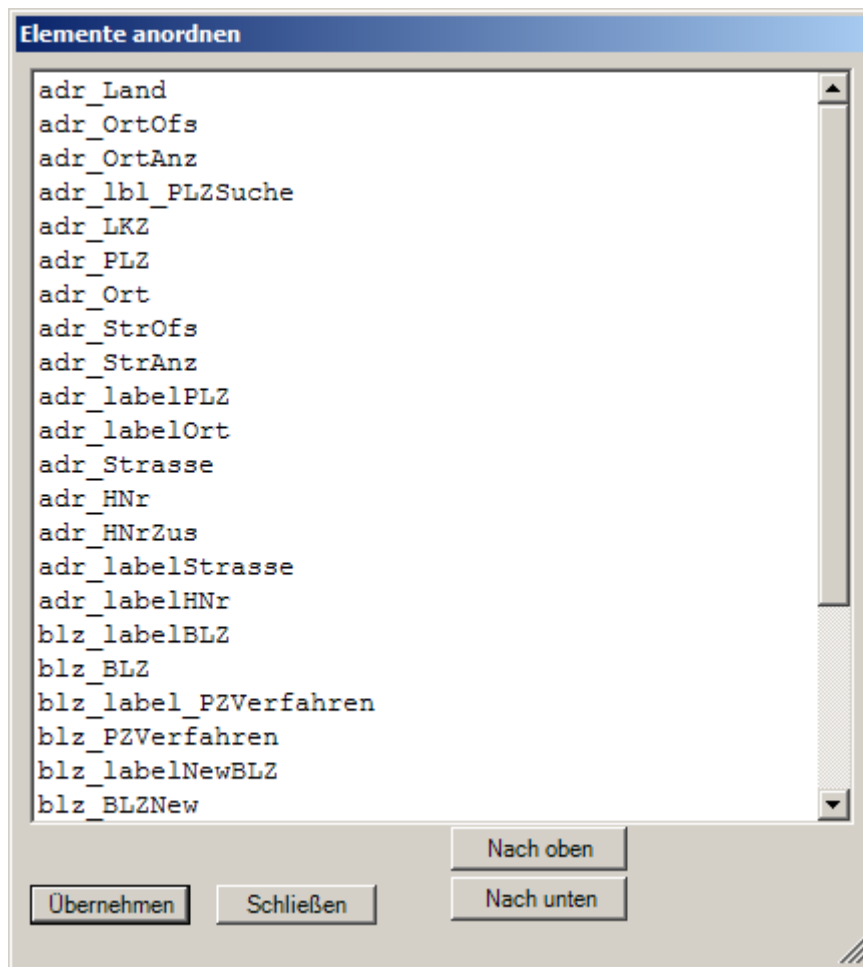 Elemente anordnen
adr_Land
adr_OrtOfs
adr_OrtAnz
adr_lbl_PLZSuche
adr_LKZ
adr_PLZ
adr_Ort
adr_StrOfs
adr_StrAnz
adr_labelPLZ
adr_labelOrt
adr_Strasse
adr_HNr
adr_HNrZus
adr_labelStrasse
adr_labelHNr
blz_labelBLZ
blz_BLZ
blz_label_PZVerfahren
blz_PZVerfahren
blz_labelNewBLZ
blz_BLZNew
Nach oben
Übernehmen Schließen Nach unten